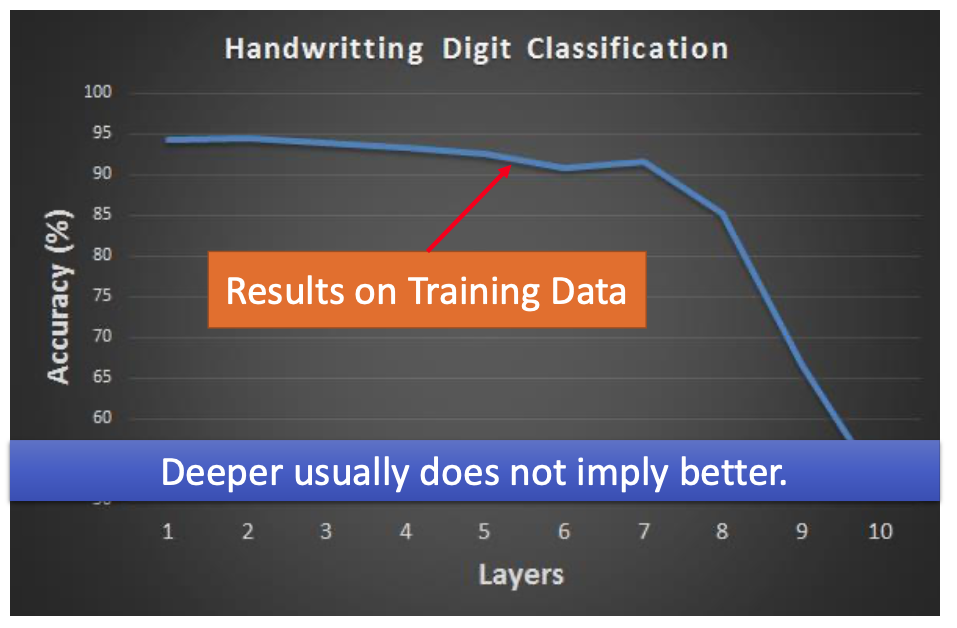 Handwritting Digit Classification
100
95
90
85
80
75
70
65
60
Accuracy (%)
Results on Training Data
Deeper usually does not imply better.
1 2 3 4 5 6 7 8 9 10
Layers